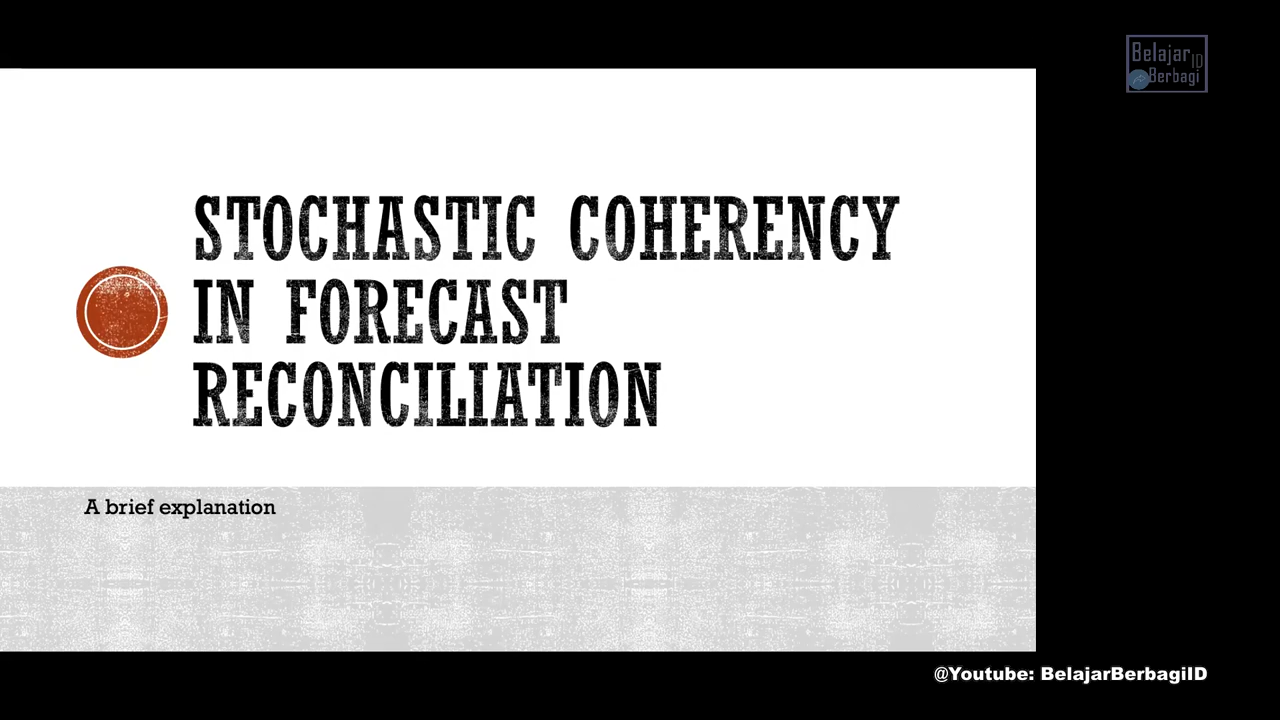 Belajar ID
Berbagi
STOCHASTIC COHERENCY
IN FORECAST
RECONCILIATION
A brief explanation
@Youtube: BelajarBerbagiID